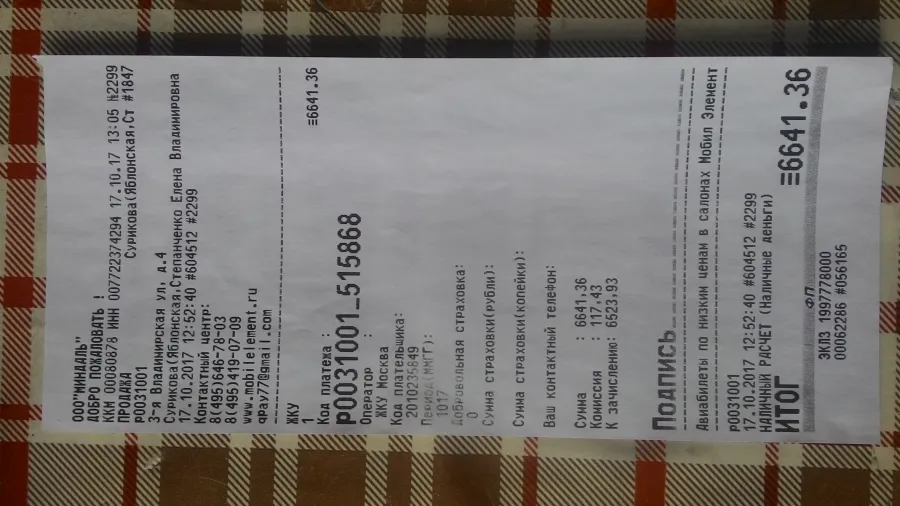 ООО"МИНДАЛЬ"
ДОБРО ПОЖАЛОВАТЬ !
ККН 00080878 ИНН 007722374294 17.10.17 13:05 №2299
ПРОДАЖА Сурикова(Яблонская,Ст #1847
р0031001
3-я Владимирская ул, д.4
Сурикова(Яблонская,Степанченко Елена Владимировна
17.10.2017 12:52:40 #604512 #2299
Контактный центр:
8(495)646-78-03
8(495)419-07-09
www.mobilelement.ru
qpay77@gmail.com
ЖКУ
1 ≡6641.36
Код платежа :
p0031001_515868
Оператор :
ЖКУ Москва
Код плательщика:
2010235849
Период(ММГГ):
1017
Добровольная страховка:
0
Сумма страховки(рубли):
Сумма страховки(копейки):
Ваш контактный телефон:
Сумма : 6641.36
Комиссия : 117.43
К зачислению: 6523.93
Подпись
Авиабилеты по низким ценам в салонах Мобил Элемент
р0031001
17.10.2017 12:52:40 #604512 #2299
НАЛИЧНЫЙ РАСЧЕТ (Наличные деньги)
ИТОГ ≡6641.36
ФП
ЭКЛЗ 1997778000
00062286 #056165